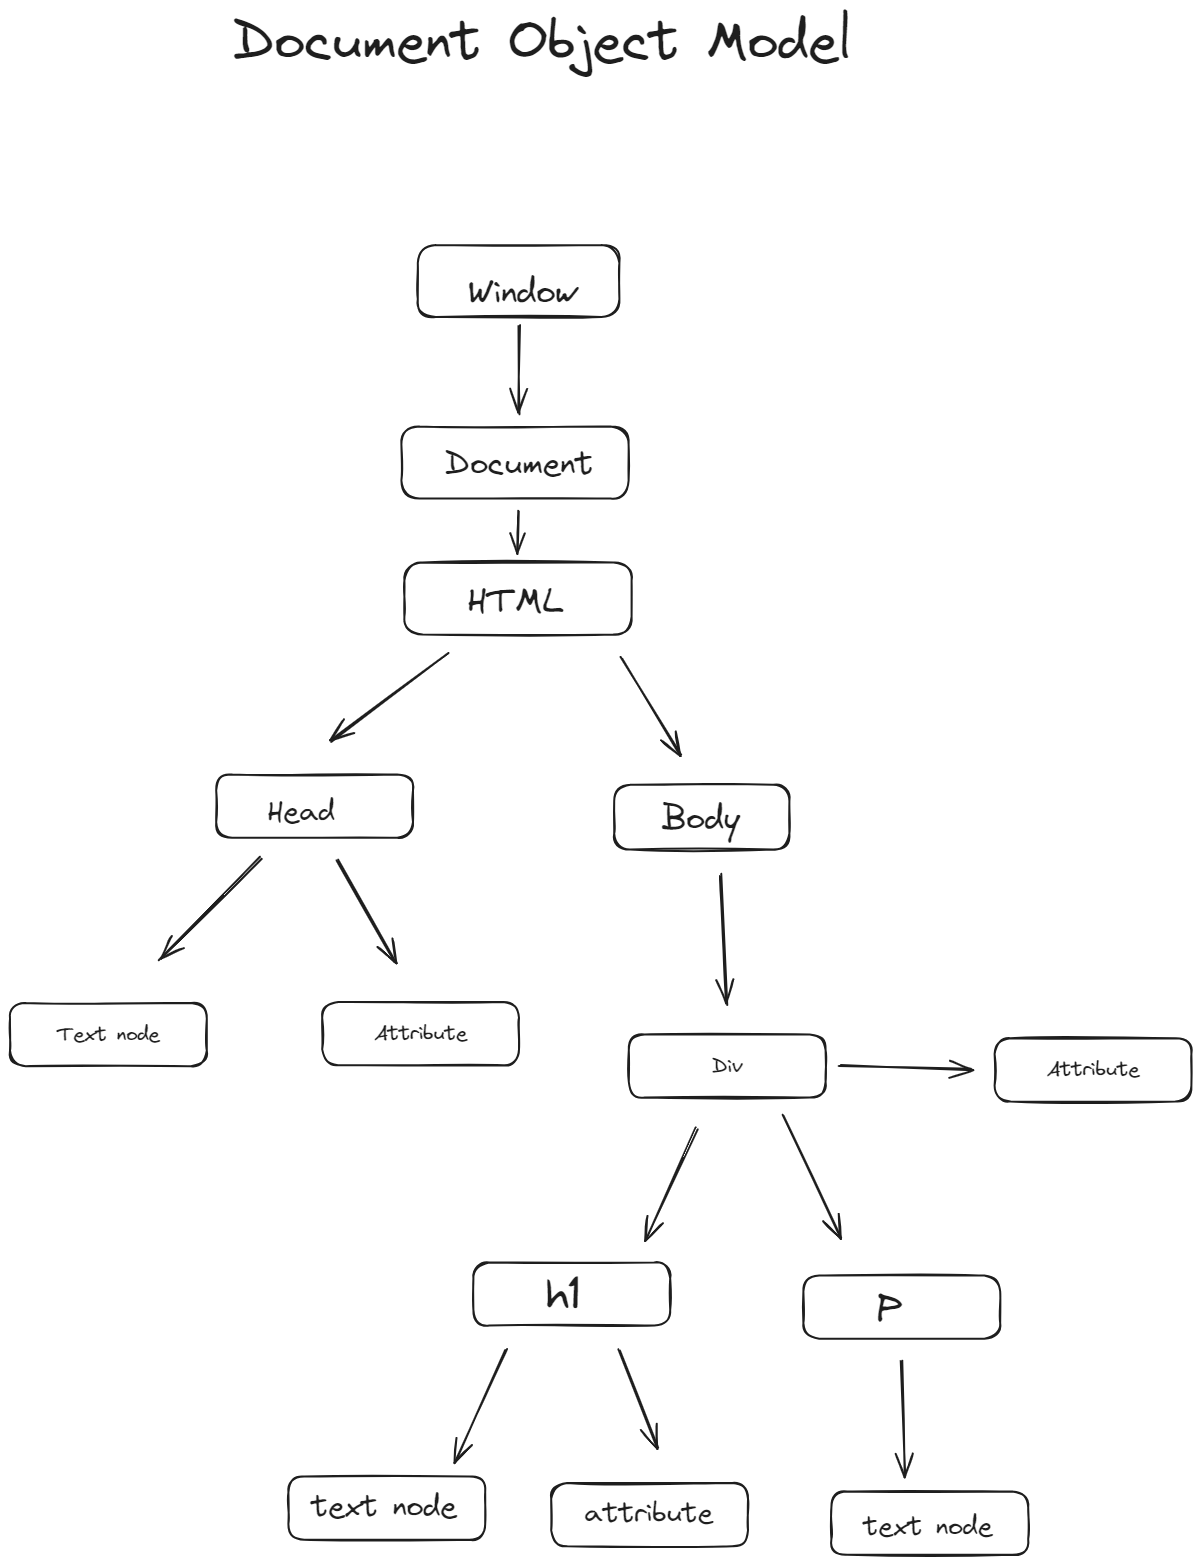 Document Object Model
Window
Document
HTML
Head
Body
Text node
Attribute
Div
Attribute
h1
P
text node
attribute
text node